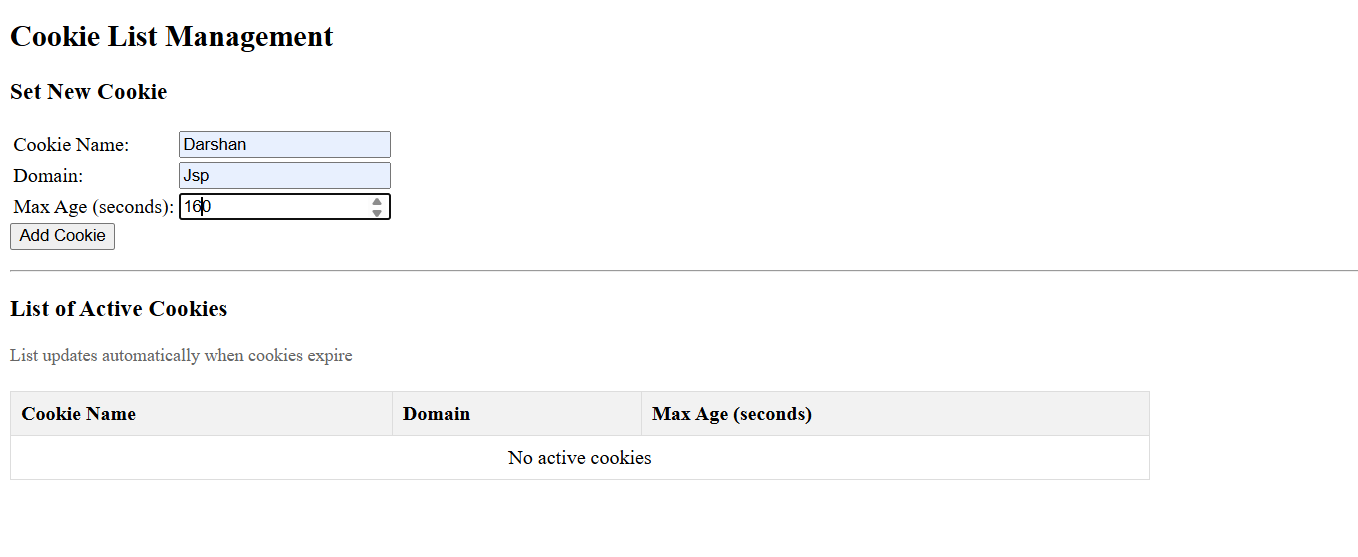 Cookie List Management
Set New Cookie
Cookie Name: Darshan
Domain: Jsp
Max Age (seconds): 160
Add Cookie
List of Active Cookies
List updates automatically when cookies expire
Cookie Name Domain Max Age (seconds)
No active cookies